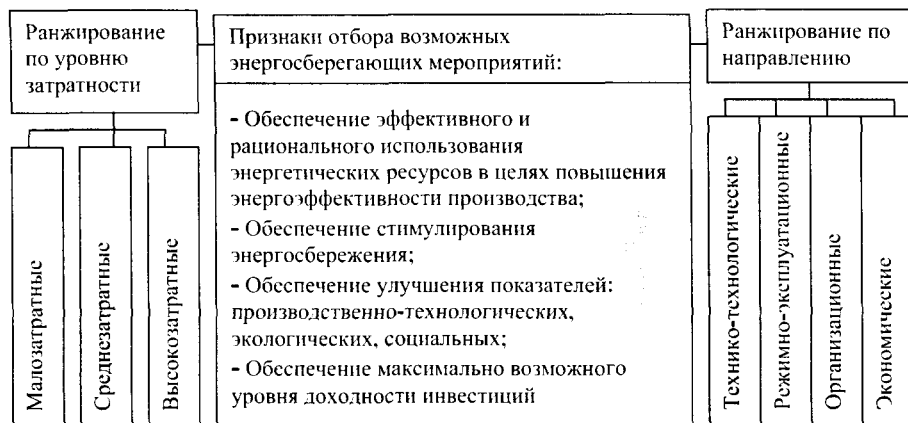 Ранжирование
по уровню
затратности
Малозатратные
Среднезатратные
Высокозатратные
Признаки отбора возможных
энергосберегающих мероприятий:
- Обеспечение эффективного и
рационального использования
энергетических ресурсов в целях повышения
энергоэффективности производства;
- Обеспечение стимулирования
энергосбережения;
- Обеспечение улучшения показателей:
производственно-технологических,
экологических, социальных;
- Обеспечение максимально возможного
уровня доходности инвестиций
Ранжирование по
направлению
Технико-технологические
Режимно-эксплуатационные
Организационные
Экономические